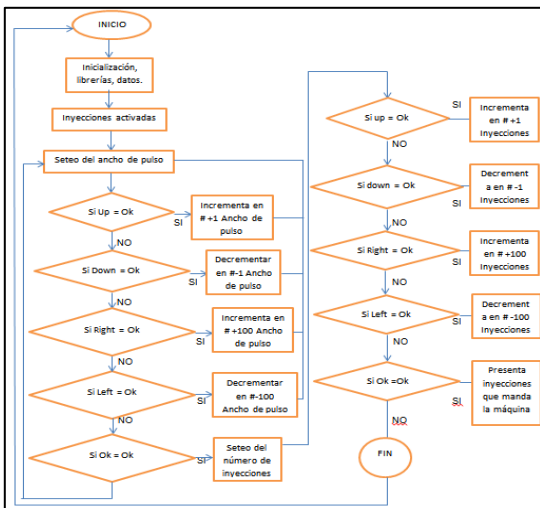 INICIO
Inicialización,
librerías, datos.
Inyecciones activadas
Seteo del ancho de pulso
Si Up = Ok
SI
Incrementa en
# +1 Ancho de
pulso
NO
Si Down = Ok
SI
Decrementar
en #-1 Ancho
de pulso
NO
Si Right = Ok
SI
Incrementa en
# +100 Ancho
de pulso
NO
Si Left = Ok
SI
Decrementar
en #-100
Ancho de pulso
NO
Si Ok = Ok
SI
Seteo del
número de
inyecciones
Si up = Ok
SI
Incrementa
en # +1
Inyecciones
NO
Si down = Ok
SI
Decrement
a en # -1
Inyecciones
NO
Si Right = Ok
SI
Incrementa
en # +100
Inyecciones
NO
Si Left = Ok
SI
Decrement
a en # -100
Inyecciones
NO
Si Ok =Ok
SI
Presenta
inyecciones
que manda
la máquina
NO
FIN